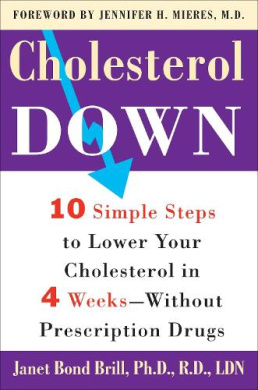 FOREWORD BY JENNIFER H. MIERES, M.D.
Cholesterol
DOWN
10 Simple Steps
to Lower Your
Cholesterol in
4 Weeks—Without
Prescription Drugs
Janet Bond Brill, Ph.D., R.D., LDN